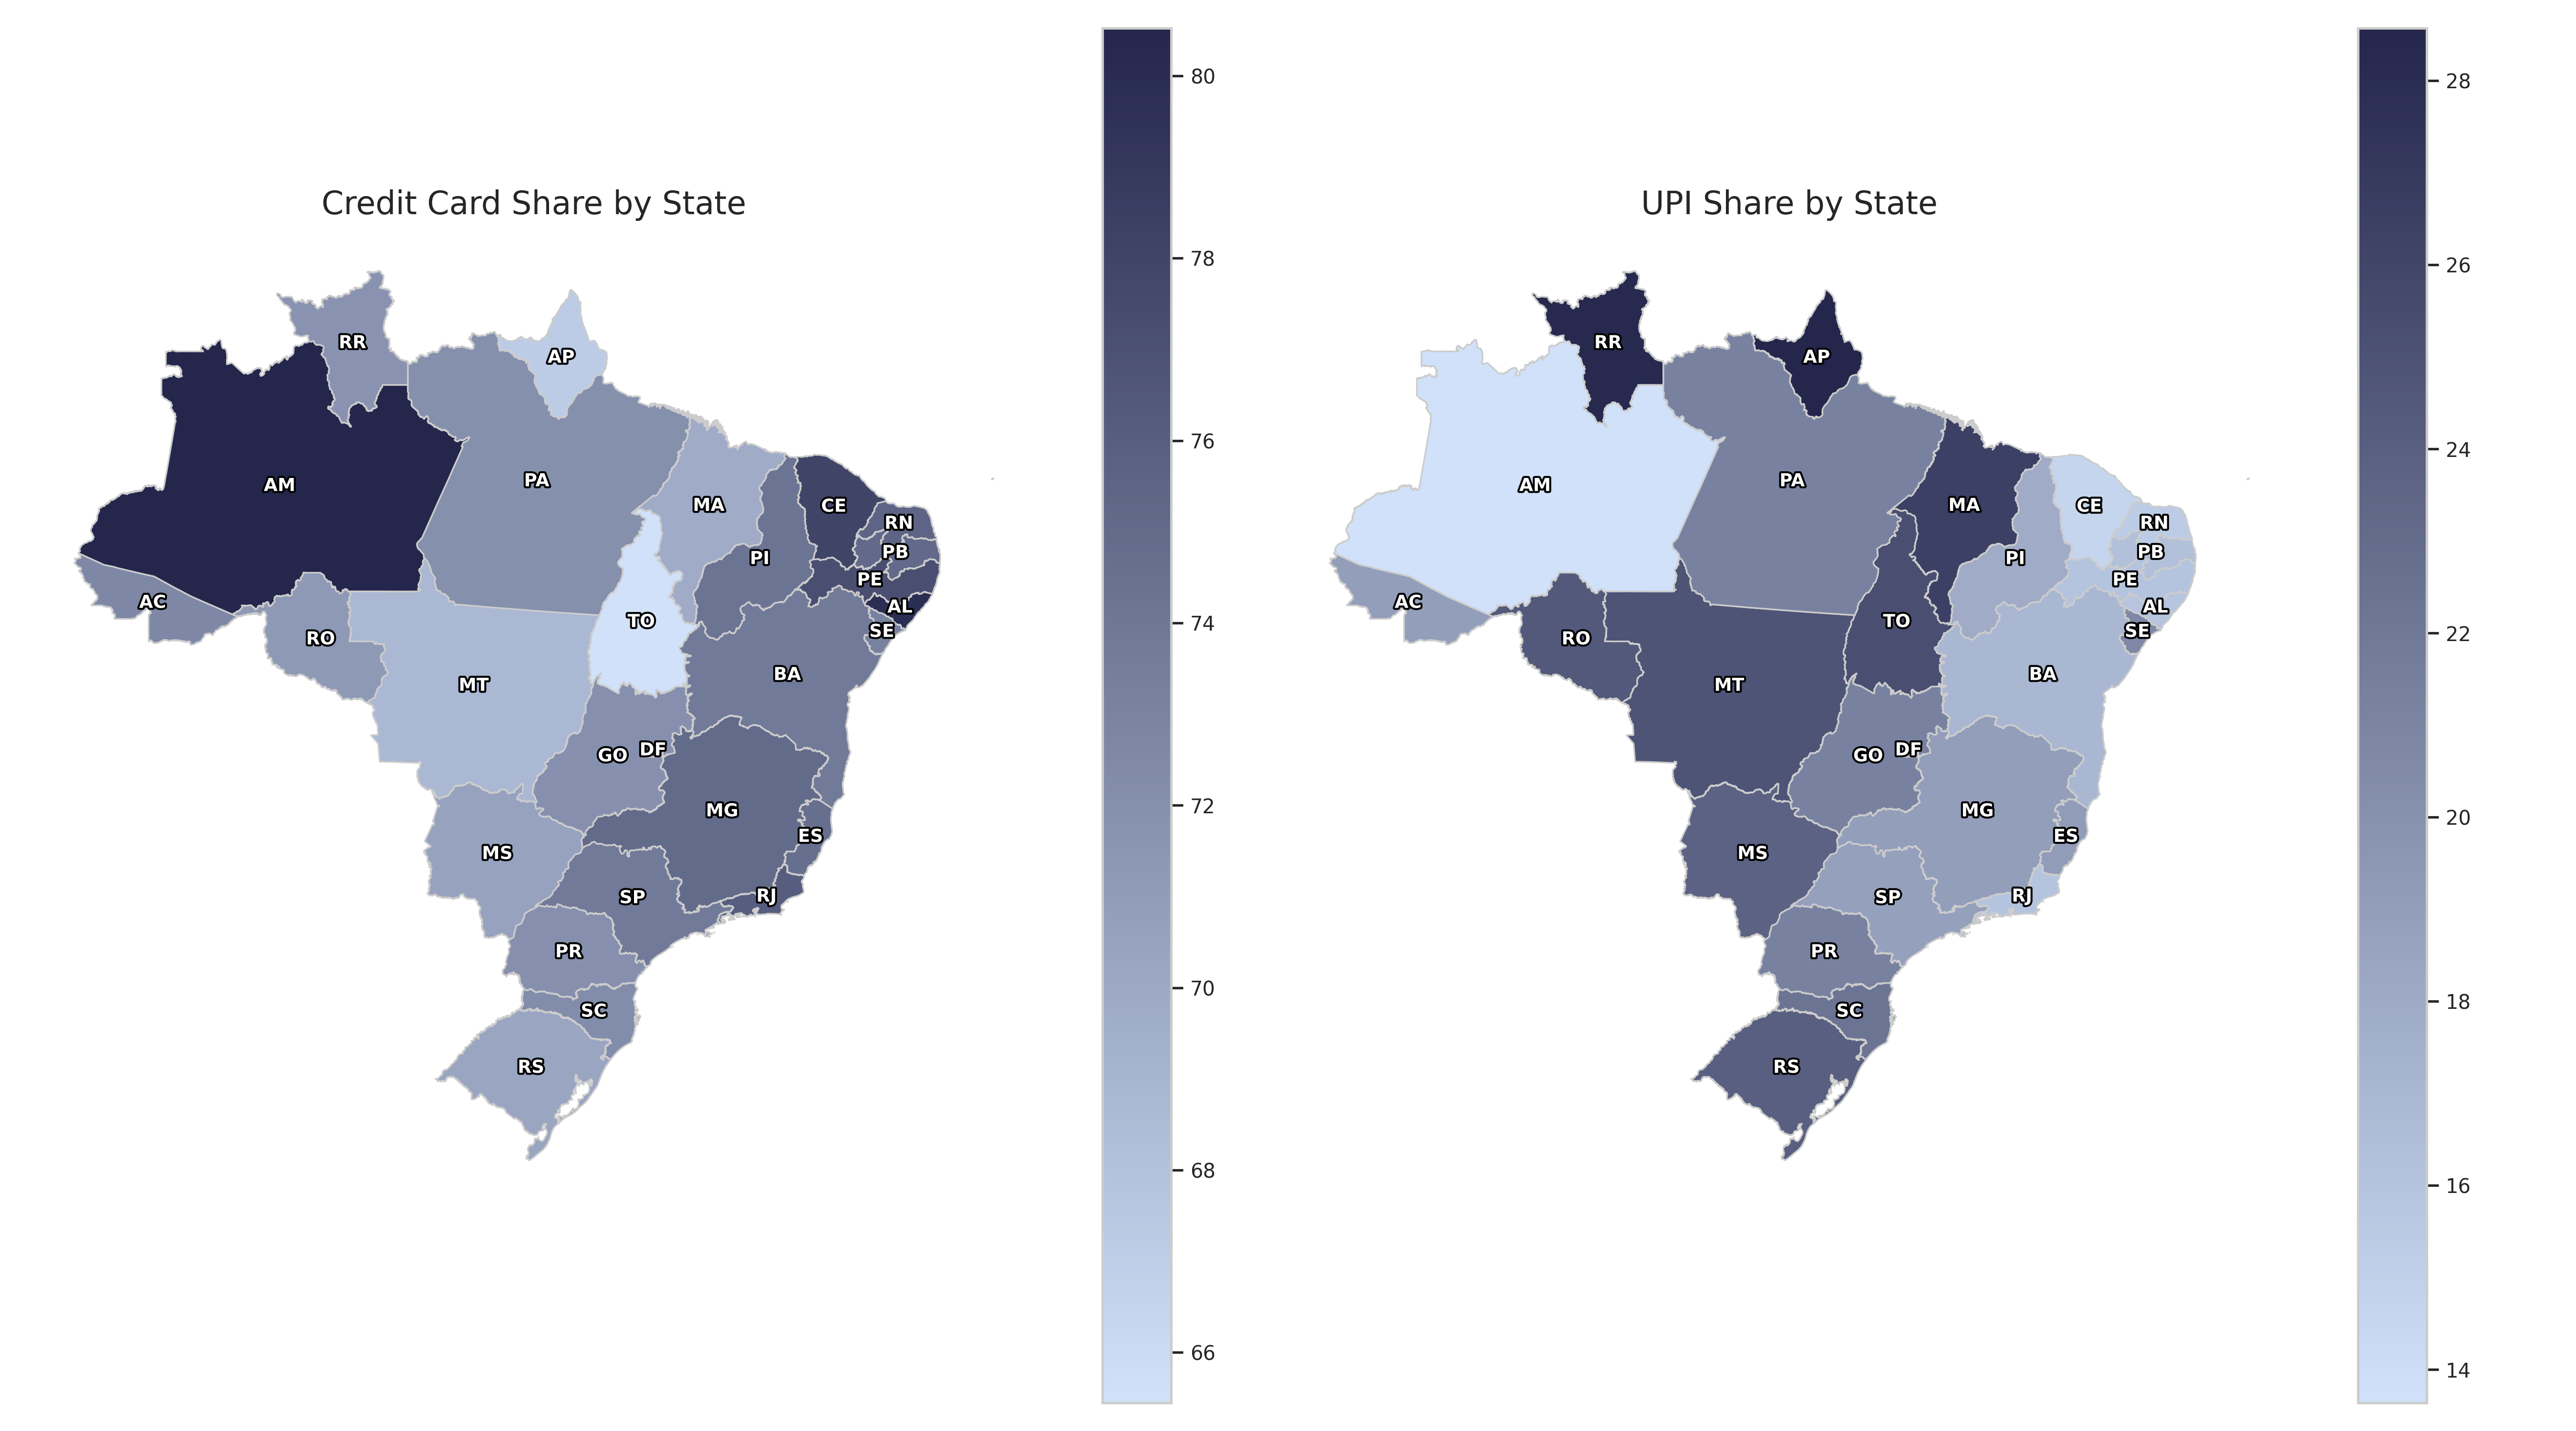 Credit Card Share by State
RR
AP
AM
PA
MA
CE
RN
PB
PI
PE
AL
AC
TO
SE
RO
BA
MT
DF
GO
MG
ES
MS
RJ
SP
PR
SC
RS
80
78
76
74
72
70
68
66
UPI Share by State
RR
AP
AM
PA
MA
CE
RN
PB
PI
PE
AL
AC
TO
SE
RO
BA
MT
DF
GO
MG
ES
MS
RJ
SP
PR
SC
RS
28
26
24
22
20
18
16
14